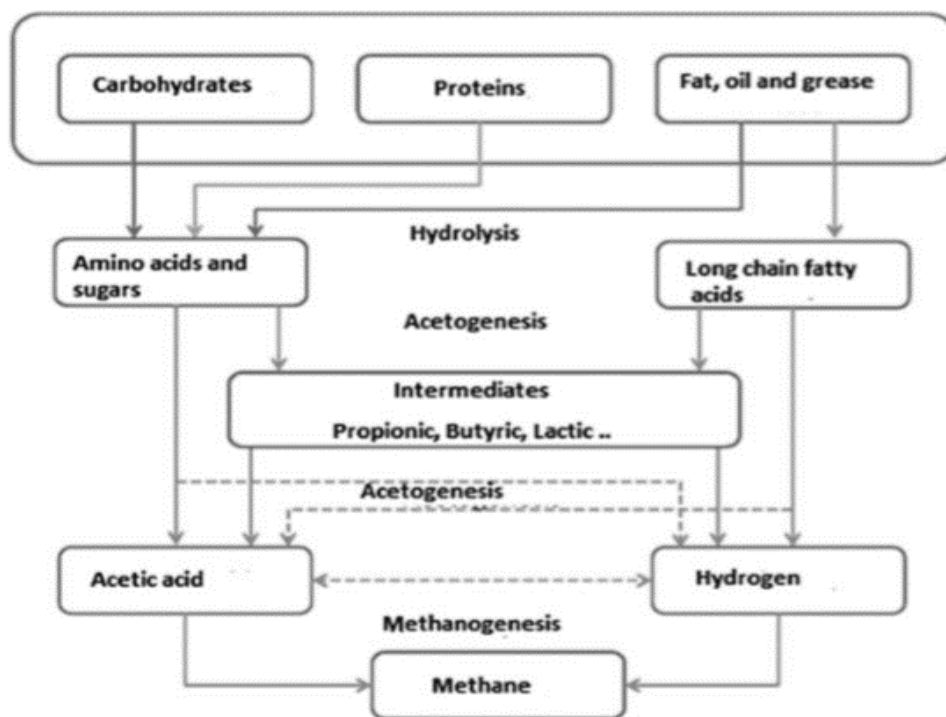 Carbohydrates
Proteins
Fat, oil and grease
Hydrolysis
Amino acids and
sugars
Long chain fatty
acids
Acetogenesis
Intermediates
Propionic, Butyric, Lactic ..
Acetogenesis
Acetic acid
Hydrogen
Methanogenesis
Methane